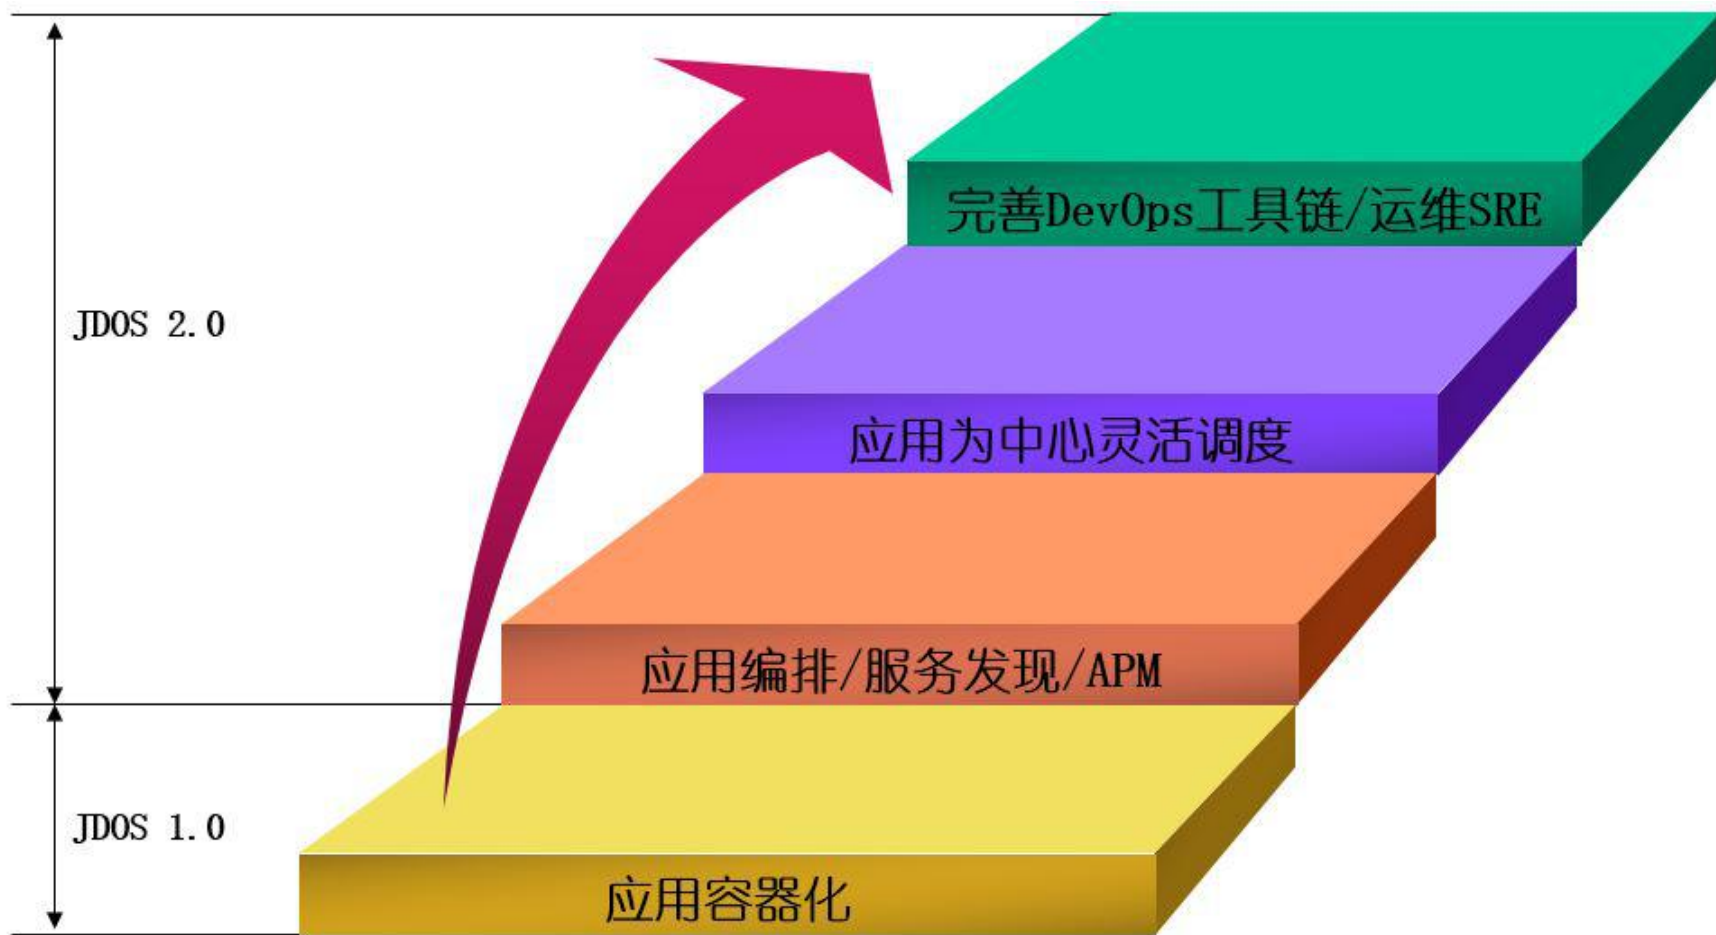 完善DevOps工具链/运维SRE
JDOS 2.0
应用为中心灵活调度
应用编排/服务发现/APM
JDOS 1.0
应用容器化